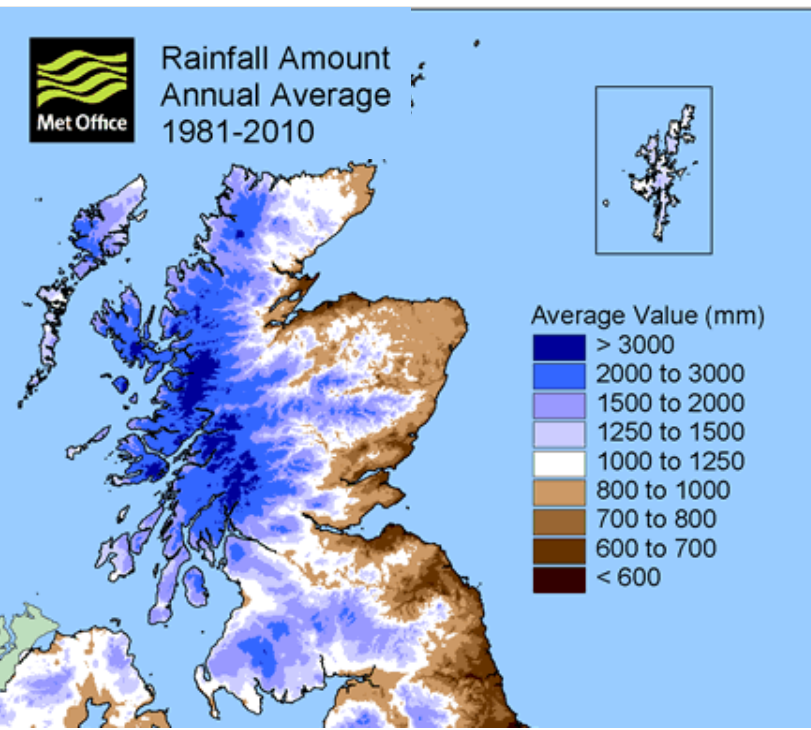 Met Office
Rainfall Amount
Annual Average
1981-2010
Average Value (mm)
> 3000
2000 to 3000
1500 to 2000
1250 to 1500
1000 to 1250
800 to 1000
700 to 800
600 to 700
< 600